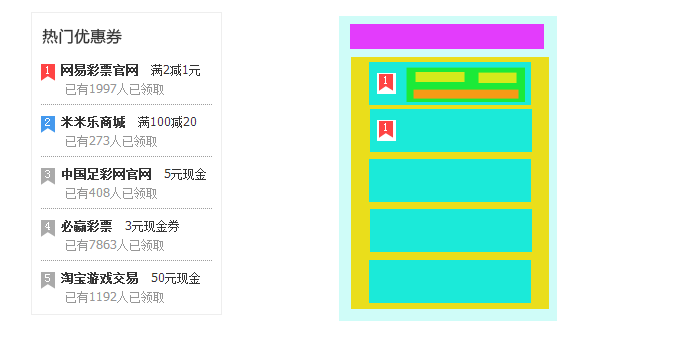 热门优惠券
1 网易彩票官网 满2减1元
已有1997人已领取
2 米米乐商城 满100减20
已有273人已领取
3 中国足彩网官网 5元现金
已有408人已领取
4 必赢彩票 3元现金券
已有7863人已领取
5 淘宝游戏交易 50元现金
已有1192人已领取
1
1